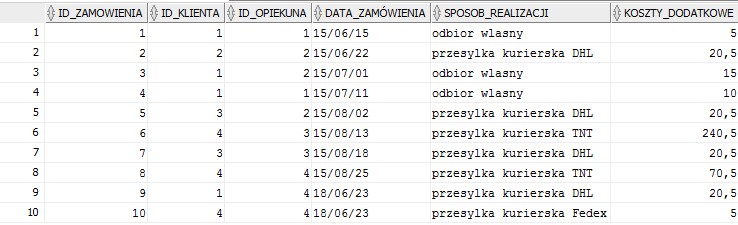 ID_ZAMOWIENIA ID_KLIENTA ID_OPIEKUNA DATA_ZAMÓWIENIA SPOSOB_REALIZACJI KOSZTY_DODATKOWE
1 1 1 1 15/06/15 odbior wlasny 5
2 2 2 2 15/06/22 przesylka kurierska DHL 20,5
3 3 1 2 15/07/01 odbior wlasny 15
4 4 1 1 15/07/11 odbior wlasny 10
5 5 3 2 15/08/02 przesylka kurierska DHL 20,5
6 6 4 3 15/08/13 przesylka kurierska TNT 240,5
7 7 3 3 15/08/18 przesylka kurierska DHL 20,5
8 8 4 4 15/08/25 przesylka kurierska TNT 70,5
9 9 1 4 18/06/23 przesylka kurierska DHL 20,5
10 10 4 4 18/06/23 przesylka kurierska Fedex 5